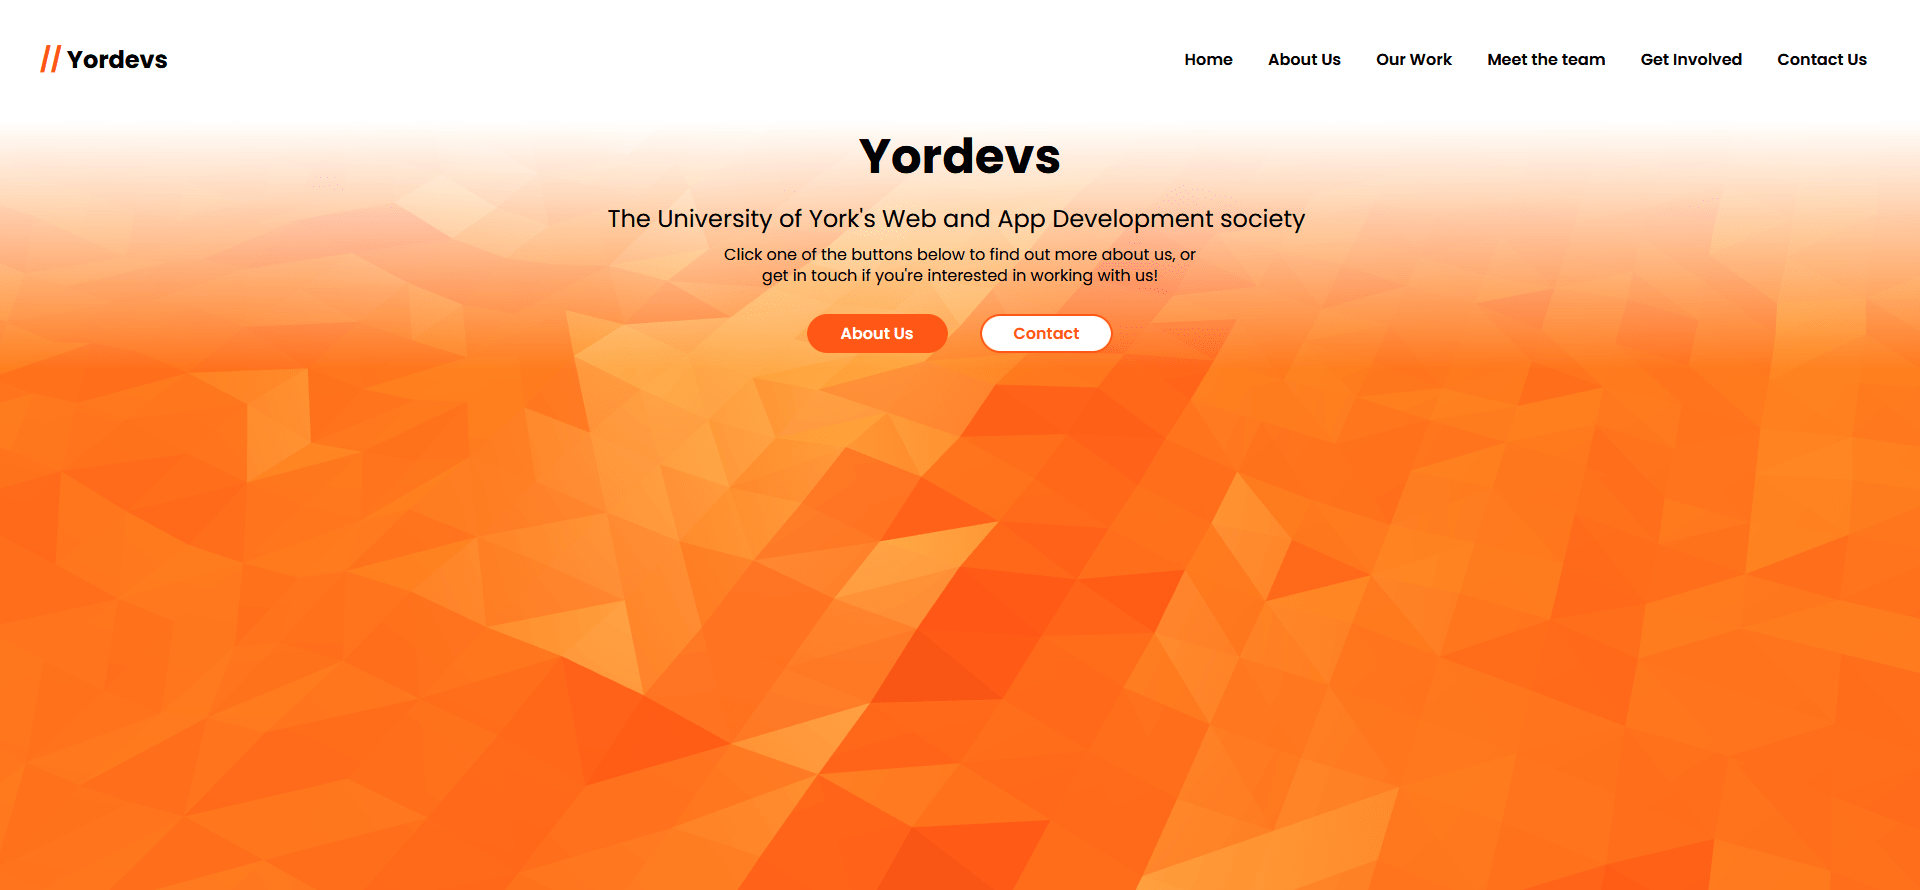 // Yordevs
Home About Us Our Work Meet the team Get Involved Contact Us
Yordevs
The University of York's Web and App Development society
Click one of the buttons below to find out more about us, or
get in touch if you're interested in working with us!
About Us Contact